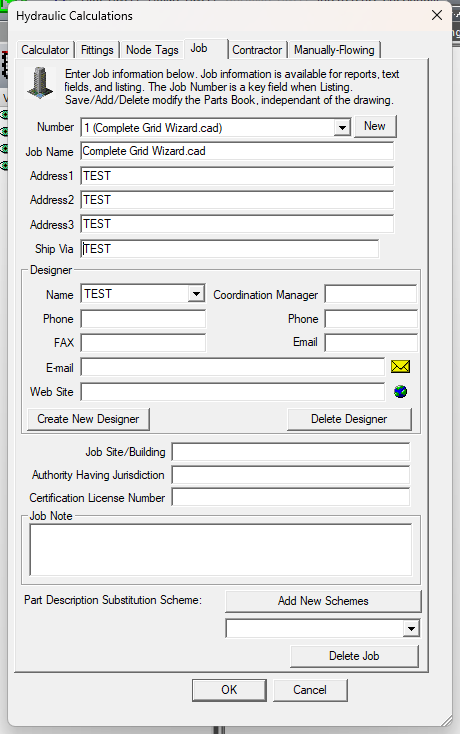 Hydraulic Calculations
Calculator Fittings Node Tags Job Contractor Manually-Flowing
Enter Job information below. Job information is available for reports, text
fields, and listing. The Job Number is a key field when Listing.
Save/Add/Delete modify the Parts Book, independant of the drawing.
Number 1 (Complete Grid Wizard.cad) New
Job Name Complete Grid Wizard.cad
Address1 TEST
Address2 TEST
Address3 TEST
Ship Via TEST
Designer
Name TEST Coordination Manager
Phone Phone
FAX Email
E-mail
Web Site
Create New Designer Delete Designer
Job Site/Building
Authority Having Jurisdiction
Certification License Number
Job Note
Part Description Substitution Scheme: Add New Schemes
Delete Job
OK Cancel